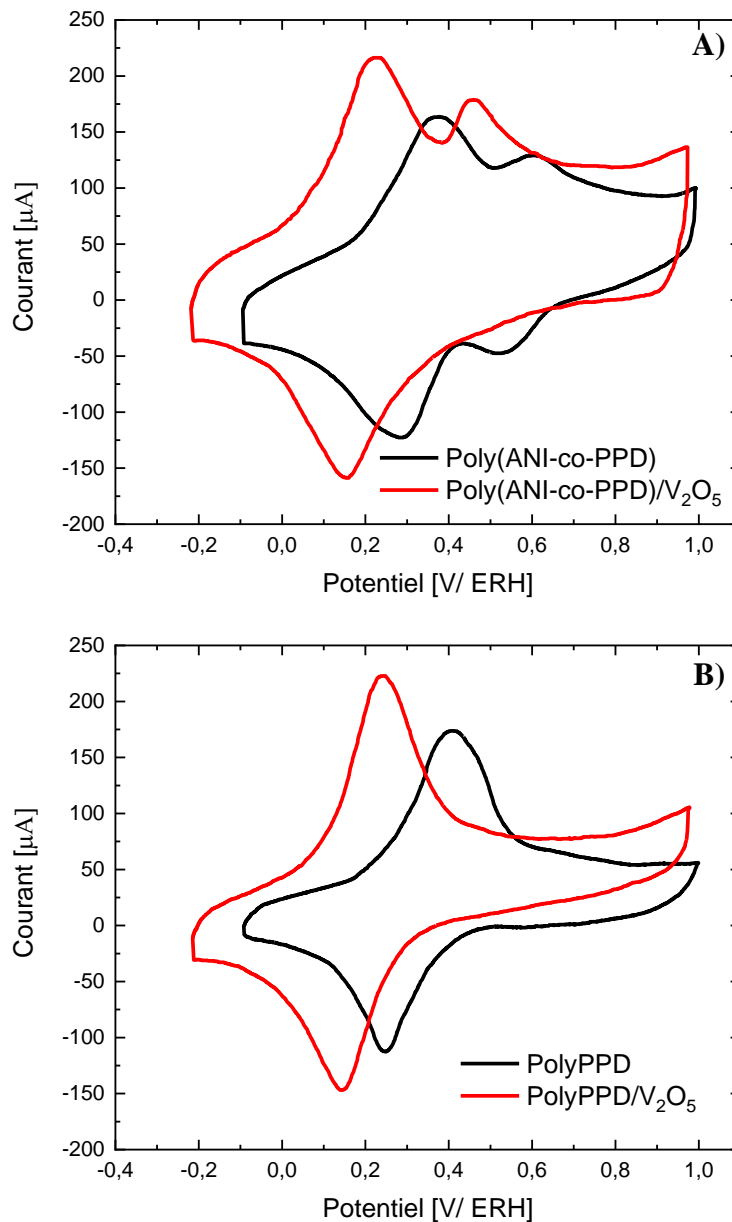 A)
250
200
150
100
50
0
-50
-100
-150
-200
Courant [µA]
Poly(ANI-co-PPD)
Poly(ANI-co-PPD)/V₂O₅
-0,4 -0,2 0,0 0,2 0,4 0,6 0,8 1,0
Potentiel [V/ ERH]
B)
250
200
150
100
50
0
-50
-100
-150
-200
Courant [µA]
PolyPPD
PolyPPD/V₂O₅
-0,4 -0,2 0,0 0,2 0,4 0,6 0,8 1,0
Potentiel [V/ ERH]